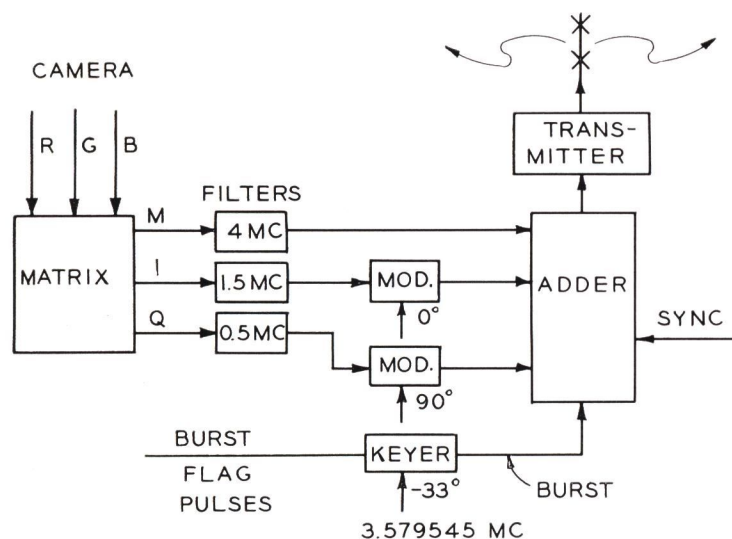 CAMERA
R G B
TRANS-
MITTER
FILTERS
M
4 MC
I
1.5 MC
MOD.
0°
MATRIX
ADDER
Q
0.5 MC
MOD.
90°
SYNC
BURST
FLAG
PULSES
KEYER
-33°
BURST
3.579545 MC